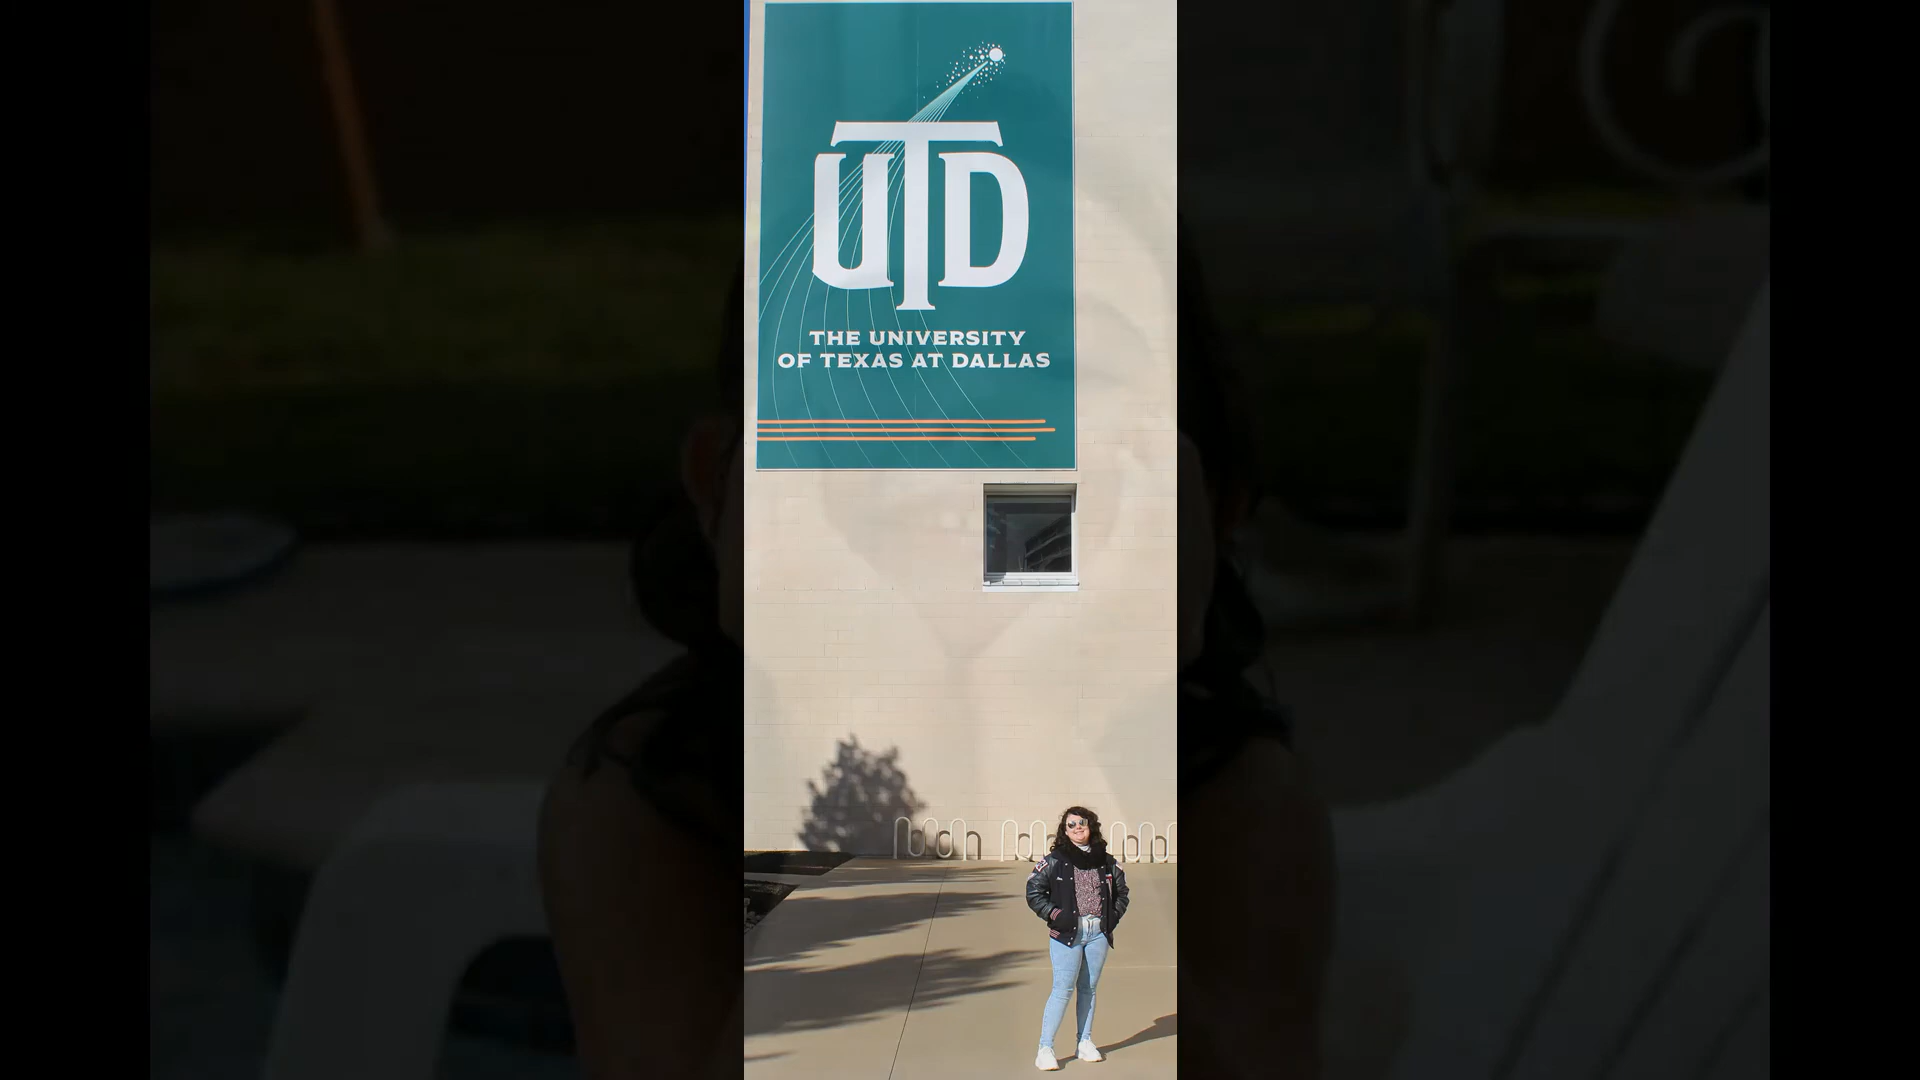 UTD
THE UNIVERSITY
OF TEXAS AT DALLAS